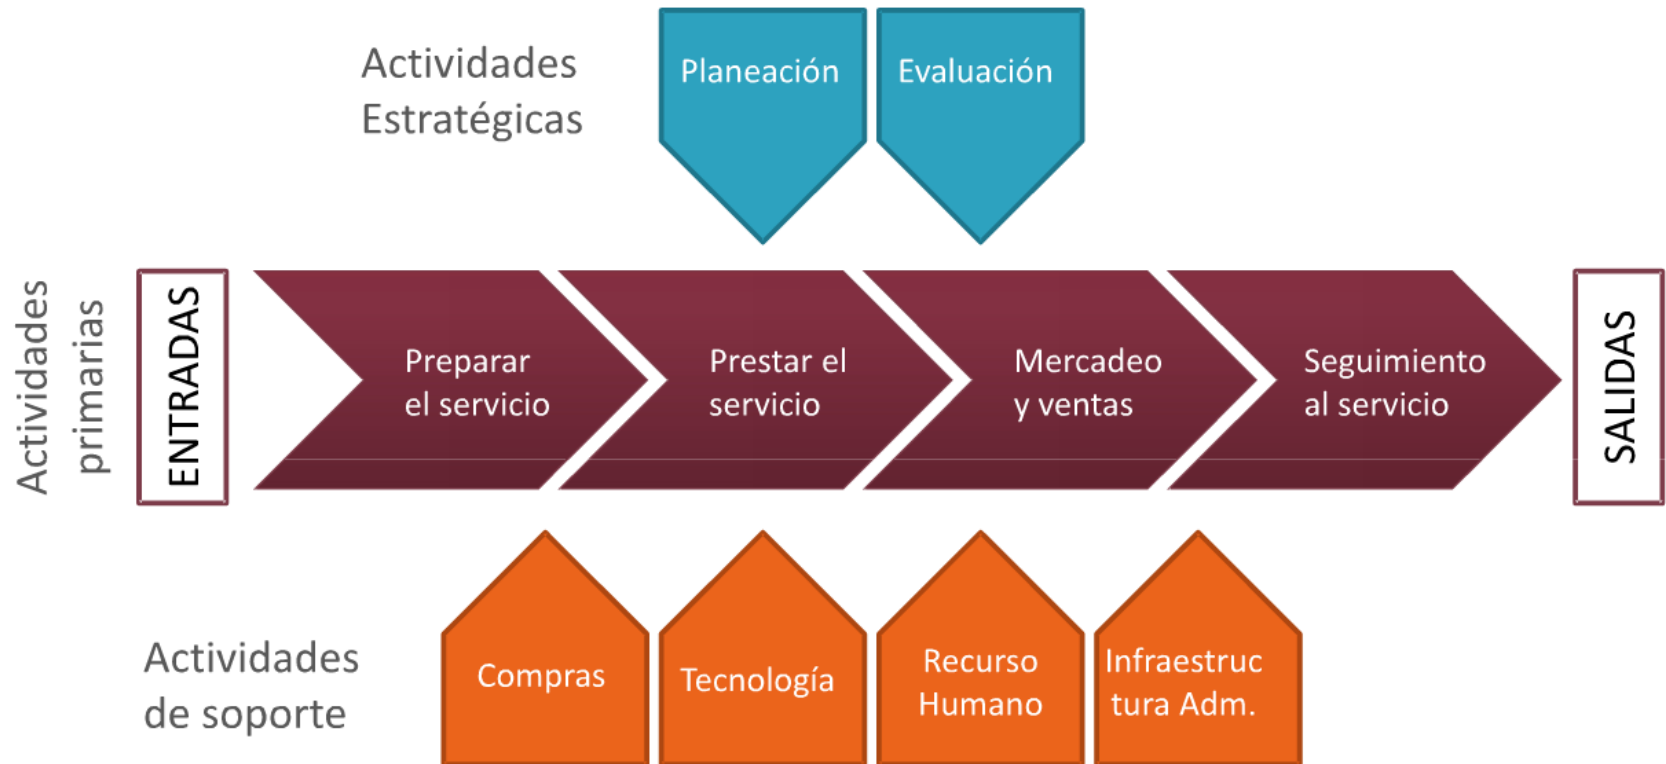 Actividades
Estratégicas
Planeación
Evaluación
Actividades
primarias
ENTRADAS
Preparar
el servicio
Prestar el
servicio
Mercadeo
y ventas
Seguimiento
al servicio
SALIDAS
Actividades
de soporte
Compras
Tecnología
Recurso
Humano
Infraestruc
tura Adm.